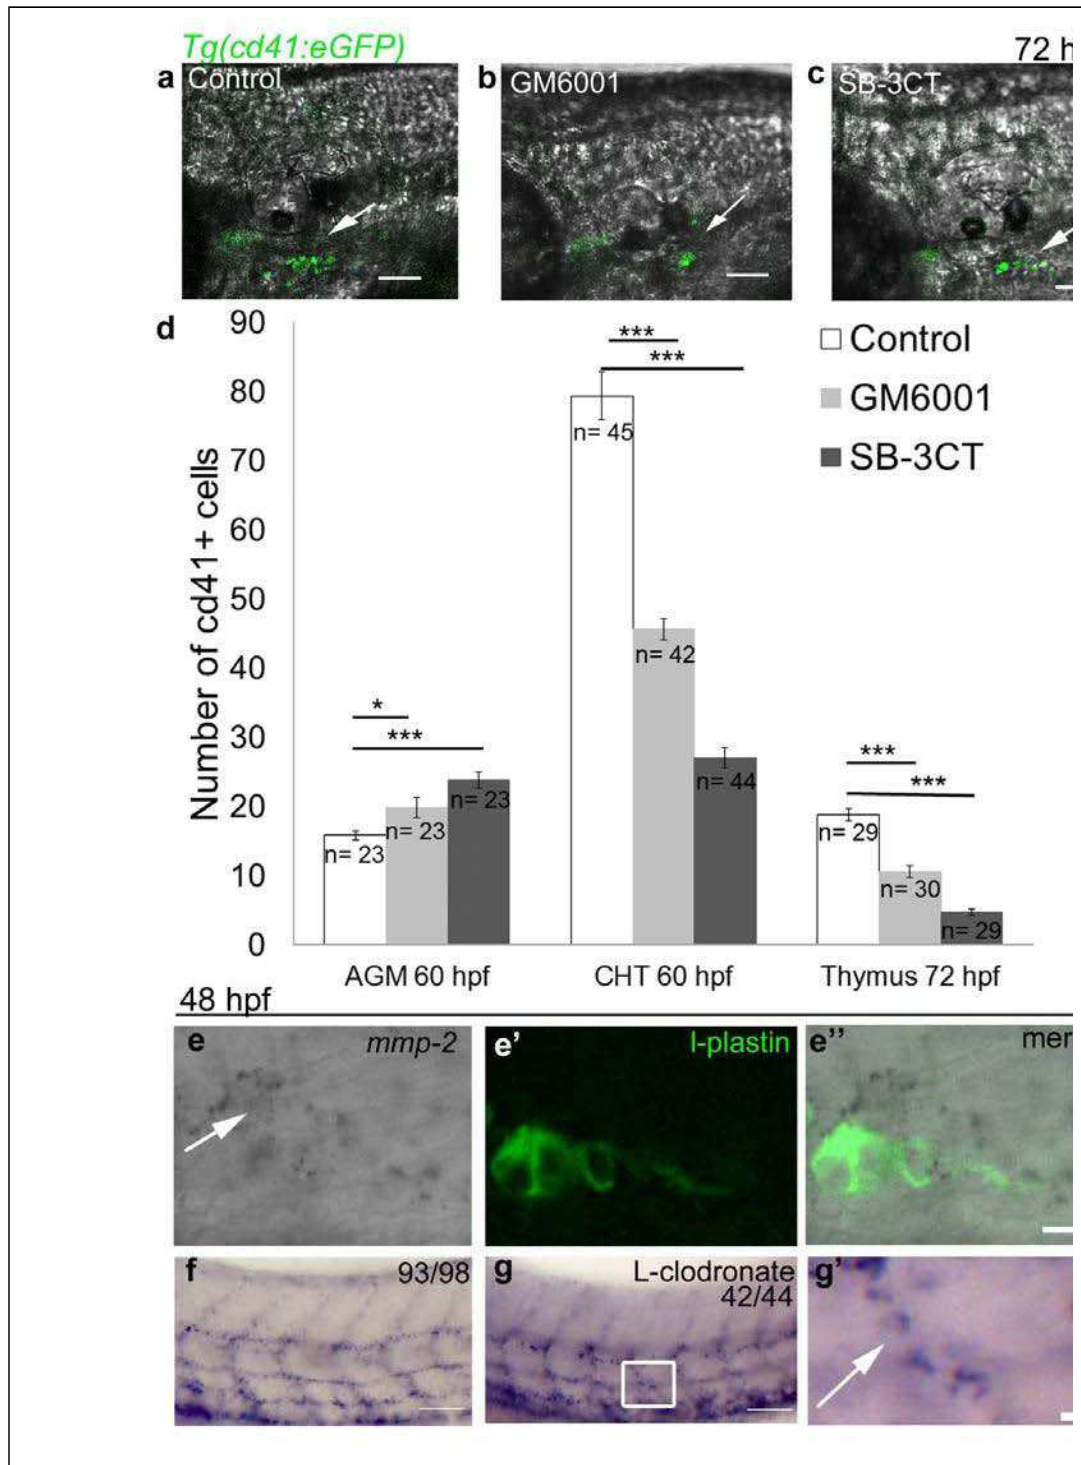 Tg(cd41:eGFP)
72 h
a Control
b GM6001
c SB-3CT
d
Number of cd41+ cells
90
80
70
60
50
40
30
20
10
0
Control
GM6001
SB-3CT
***
***
n= 45
n= 42
n= 44
*
***
n= 23
n= 23
n= 23
***
***
n= 29
n= 30
n= 29
AGM 60 hpf
CHT 60 hpf
Thymus 72 hpf
48 hpf
e mmp-2
e’ l-plastin
e’’ mer
f 93/98
g L-clodronate
42/44
g’